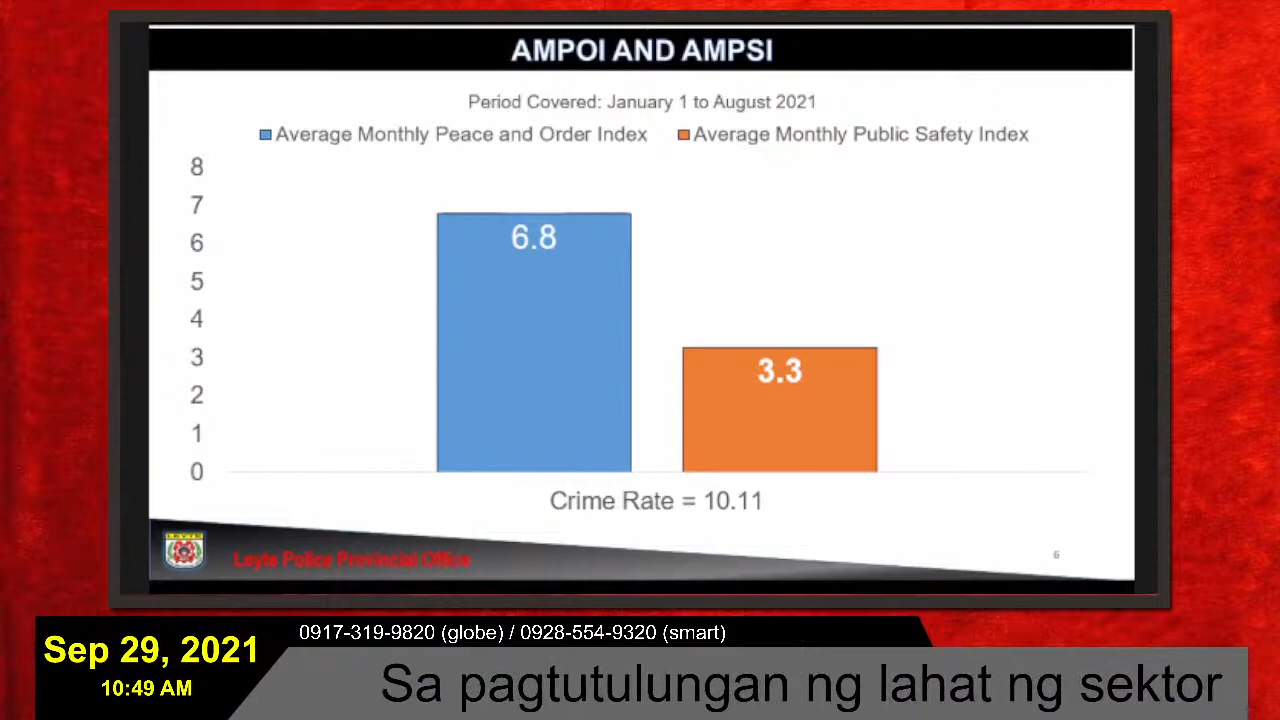 AMPOI AND AMPSI
Period Covered: January 1 to August 2021
Average Monthly Peace and Order Index
Average Monthly Public Safety Index
8
7
6
5
4
3
2
1
0
6.8
3.3
Crime Rate = 10.11
LEYTE
Leyte Police Provincial Office
6
Sep 29, 2021
10:49 AM
0917-319-9820 (globe) / 0928-554-9320 (smart)
Sa pagtutulungan ng lahat ng sektor